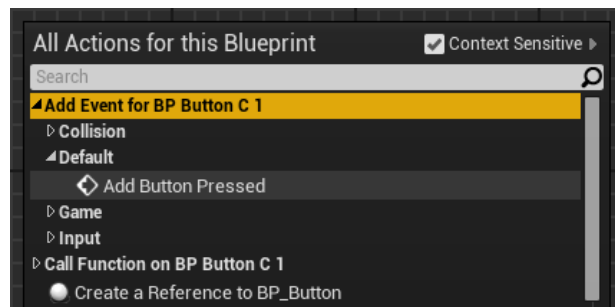 All Actions for this Blueprint Context Sensitive
Search
Add Event for BP Button C 1
Collision
Default
Add Button Pressed
Game
Input
Call Function on BP Button C 1
Create a Reference to BP_Button